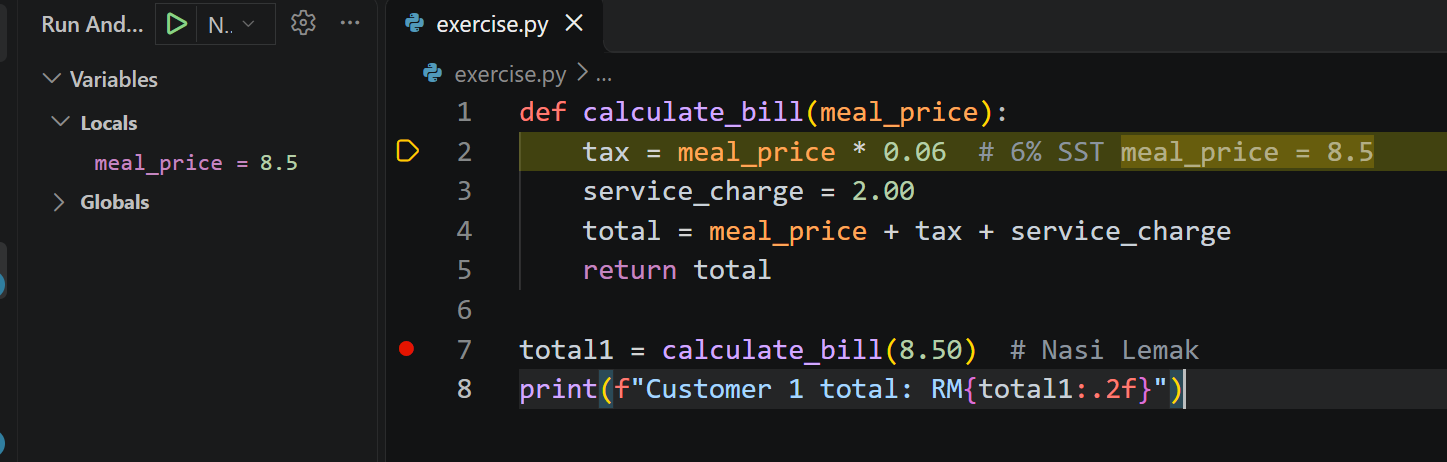 Run And... N.. ...
Variables
Locals
meal_price = 8.5
Globals
exercise.py
exercise.py > ...
1 def calculate_bill(meal_price):
2     tax = meal_price * 0.06  # 6% SST meal_price = 8.5
3     service_charge = 2.00
4     total = meal_price + tax + service_charge
5     return total
6
7 total1 = calculate_bill(8.50)  # Nasi Lemak
8 print(f"Customer 1 total: RM{total1:.2f}")